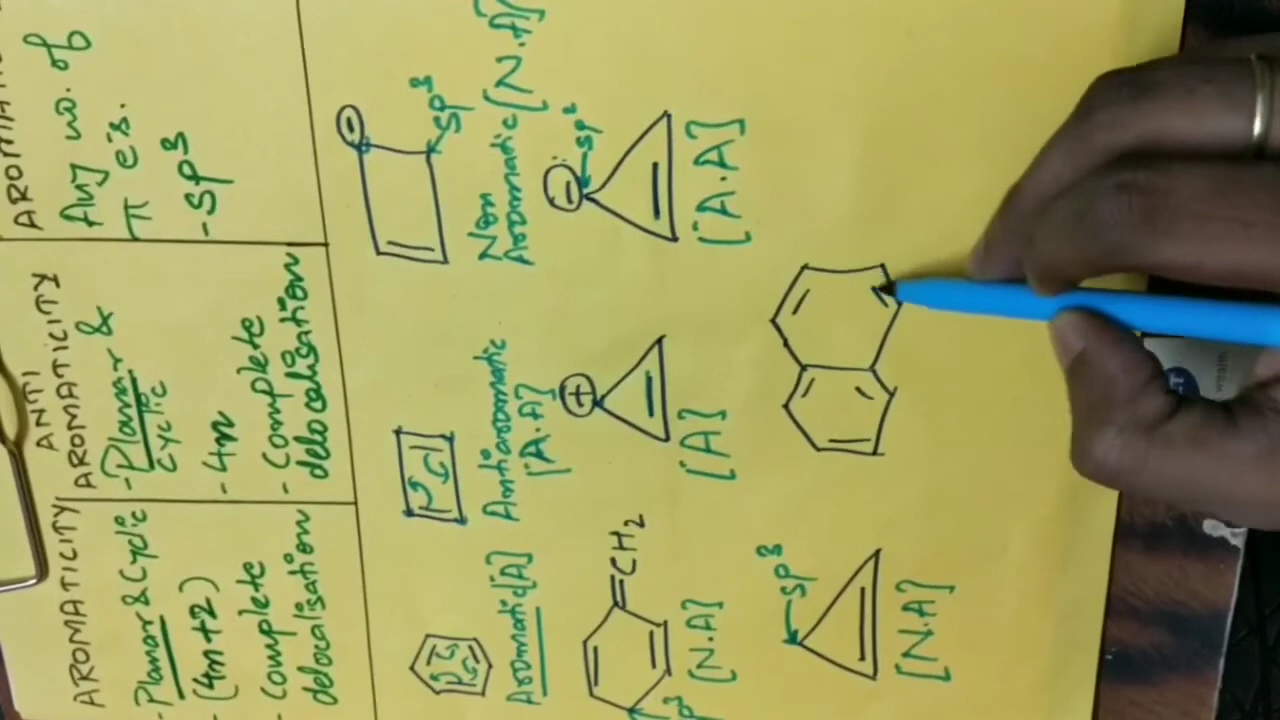 AROMATICITY
- Planar & Cyclic
- (4n+2)
- Complete
delocalisation
ANTI
AROMATICITY
- Planar &
cyclic
- 4n
- Complete
delocalisation
Any no. of
π e's.
- sp3
Aromatic [A]
Antiaromatic
[A.A]
⊖
sp3
Non
Aromatic [N.A]
=CH2
[N.A]
⊕
[A]
⊖
sp2
[A.A]
sp3
[N.A]